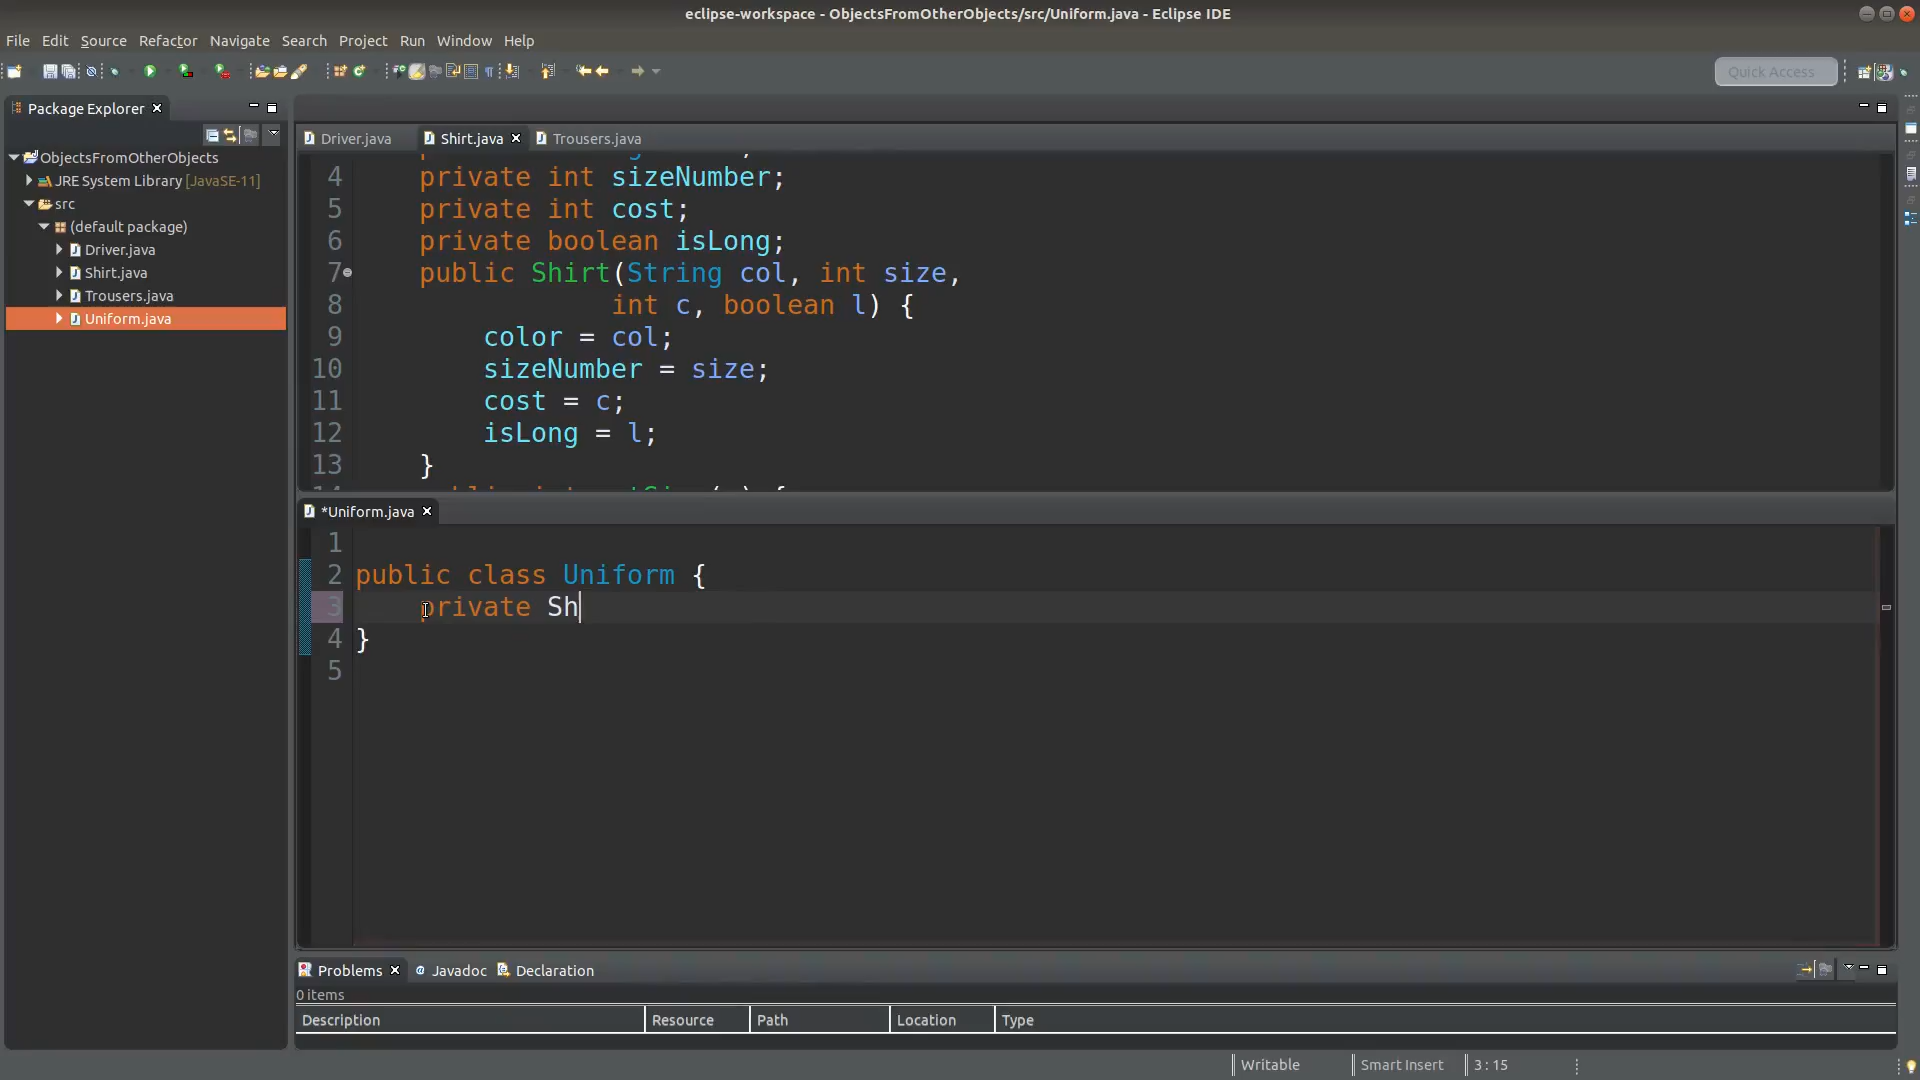 eclipse-workspace - ObjectsFromOtherObjects/src/Uniform.java - Eclipse IDE
File Edit Source Refactor Navigate Search Project Run Window Help
Quick Access
Package Explorer
ObjectsFromOtherObjects
JRE System Library [JavaSE-11]
src
(default package)
Driver.java
Shirt.java
Trousers.java
Uniform.java
Driver.java Shirt.java Trousers.java
4 private int sizeNumber;
5 private int cost;
6 private boolean isLong;
7 public Shirt(String col, int size,
8 int c, boolean l) {
9 color = col;
10 sizeNumber = size;
11 cost = c;
12 isLong = l;
13 }
*Uniform.java
1
2 public class Uniform {
3 private Sh
4 }
5
Problems @ Javadoc Declaration
0 items
Description Resource Path Location Type
Writable Smart Insert 3 : 15